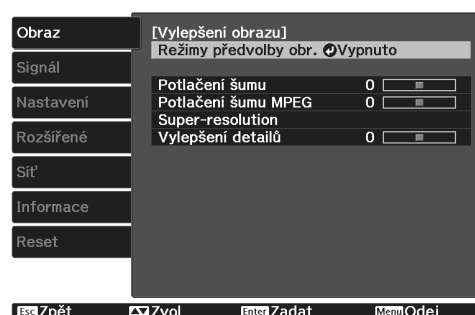 Obraz
Signál
Nastavení
Rozšířené
Síť
Informace
Reset
[Vylepšení obrazu]
Režimy předvolby obr. Vypnuto
Potlačení šumu 0
Potlačení šumu MPEG 0
Super-resolution
Vylepšení detailů 0
Esc Zpět Zvol Enter Zadat Menu Odej